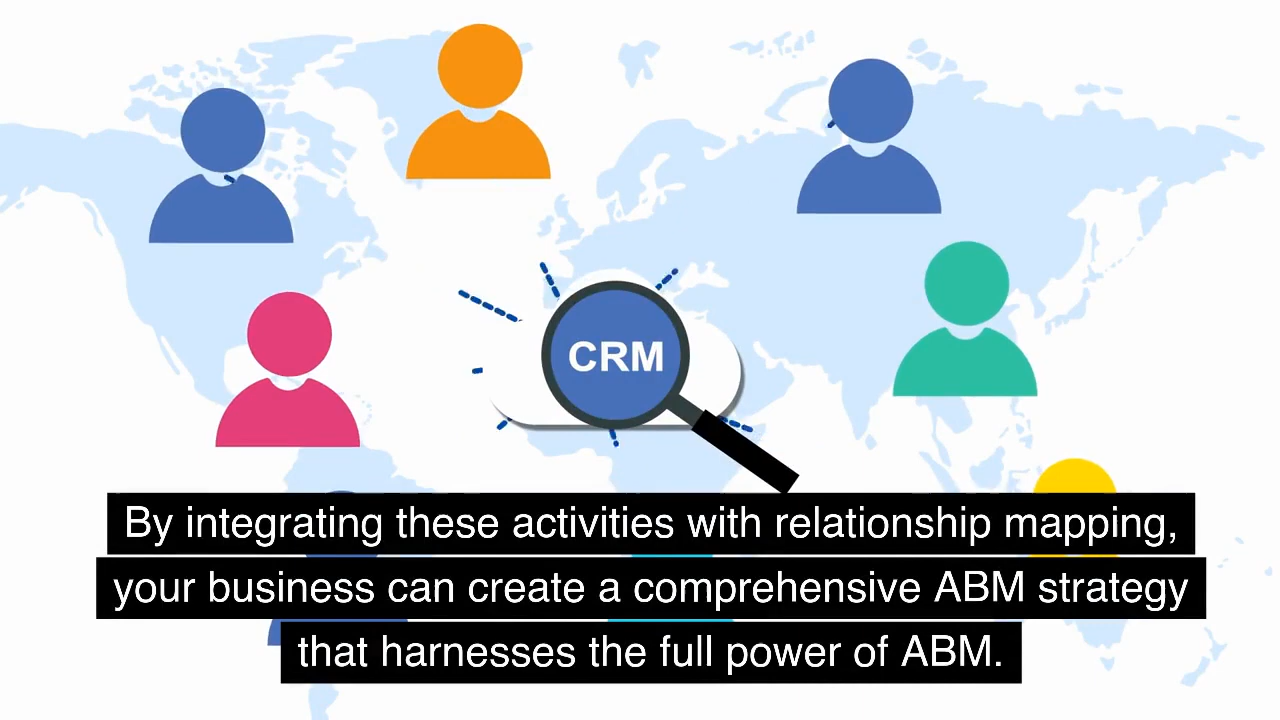 CRM
By integrating these activities with relationship mapping,
your business can create a comprehensive ABM strategy
that harnesses the full power of ABM.